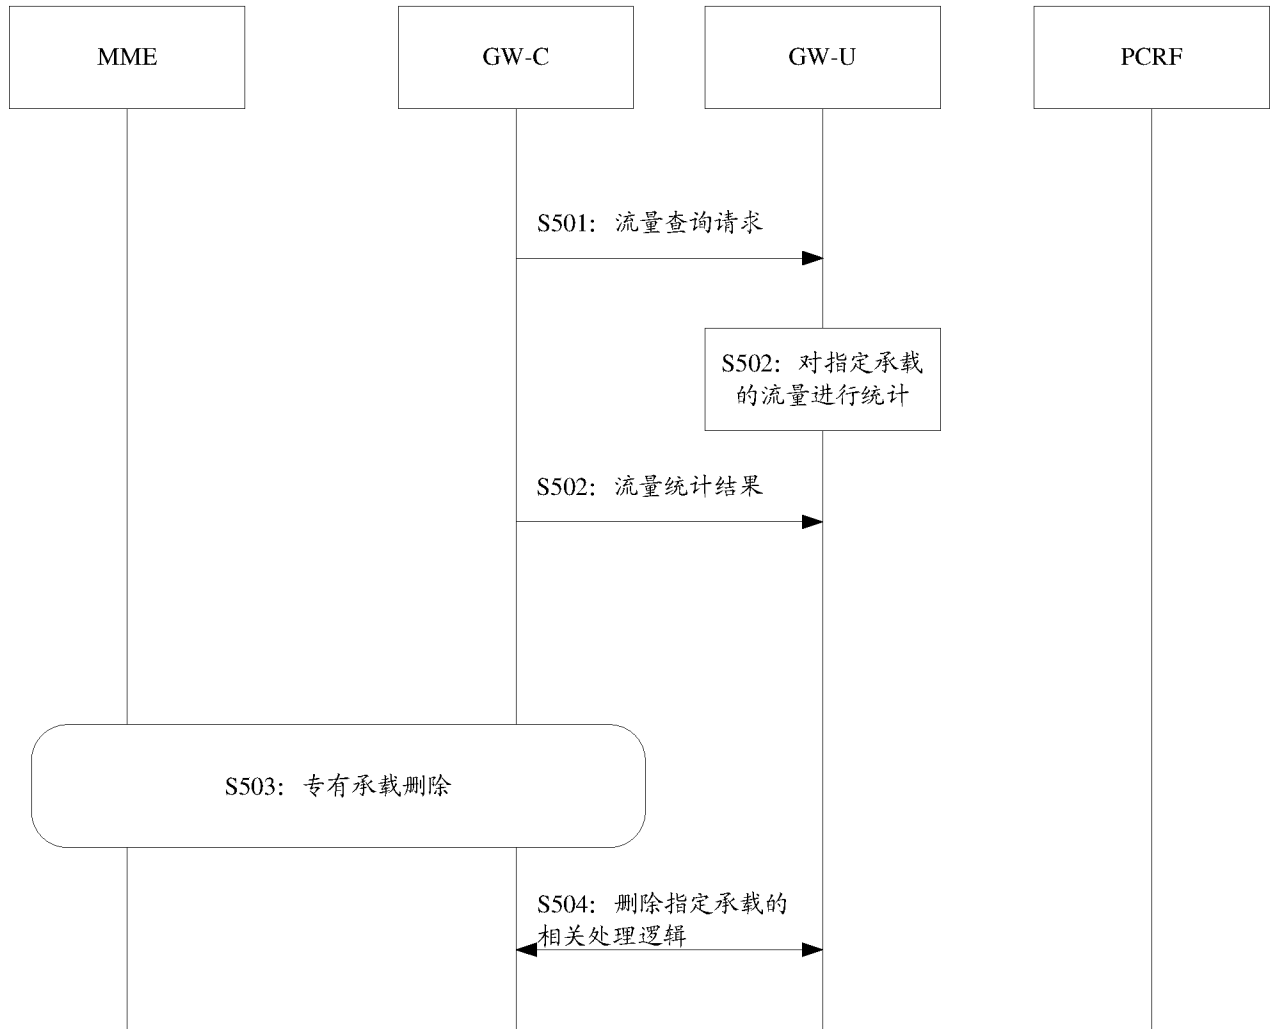 MME
GW-C
GW-U
PCRF
S501：流量查询请求
S502：对指定承载
的流量进行统计
S502：流量统计结果
S503：专有承载删除
S504：删除指定承载的
相关处理逻辑